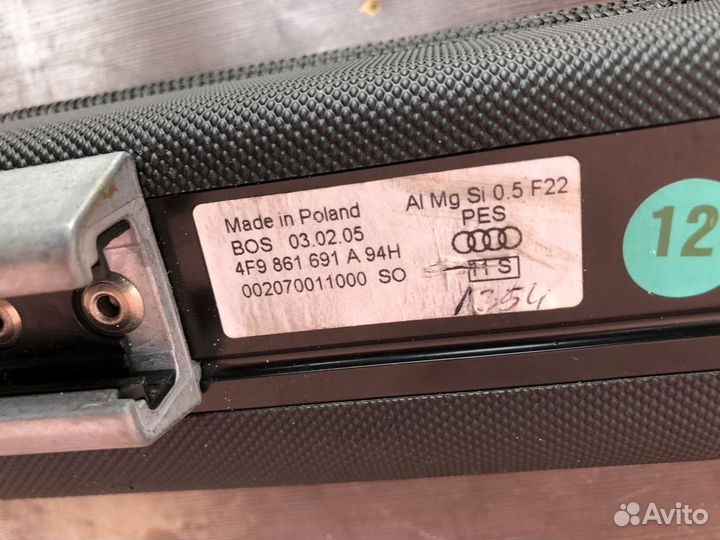 Made in Poland
BOS 03.02.05
4F9 861 691 A 94H
002070011000 SO
Al Mg Si 0.5 F22
PES
1354
12
Avito